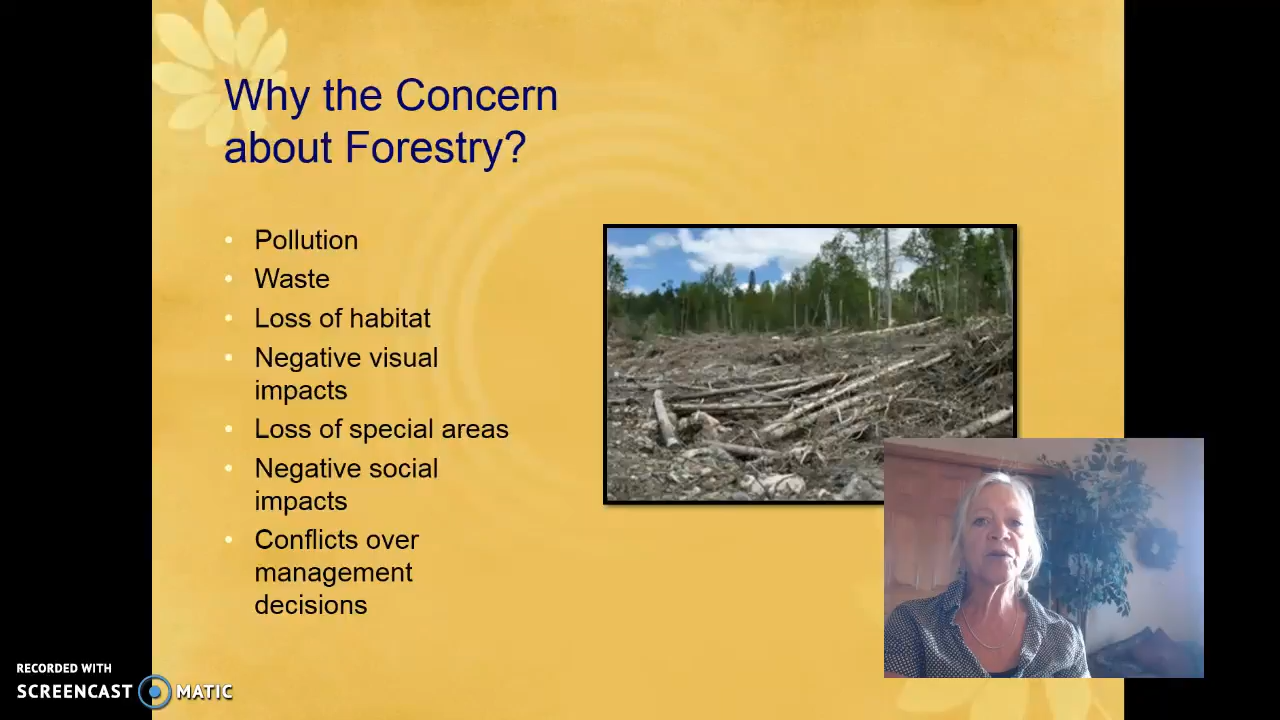 Why the Concern
about Forestry?
• Pollution
• Waste
• Loss of habitat
• Negative visual
impacts
• Loss of special areas
• Negative social
impacts
• Conflicts over
management
decisions
RECORDED WITH
SCREENCAST MATIC